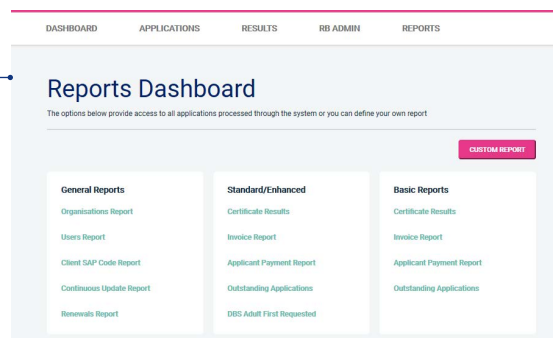 DASHBOARD APPLICATIONS RESULTS RB ADMIN REPORTS
Reports Dashboard
The options below provide access to all applications processed through the system or you can define your own report
CUSTOM REPORT
General Reports
Organisations Report
Users Report
Client SAP Code Report
Continuous Update Report
Renewals Report
Standard/Enhanced
Certificate Results
Invoice Report
Applicant Payment Report
Outstanding Applications
DBS Adult First Requested
Basic Reports
Certificate Results
Invoice Report
Applicant Payment Report
Outstanding Applications